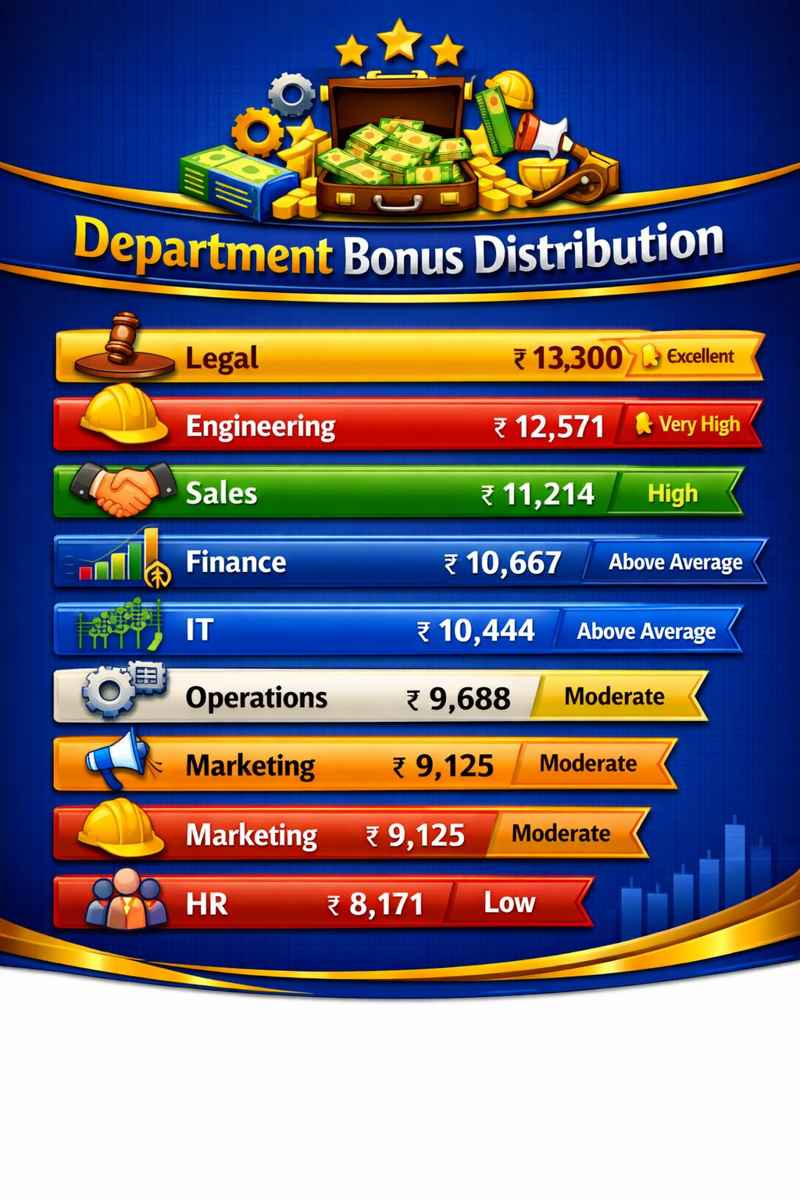 Department Bonus Distribution
Legal ₹ 13,300 Excellent
Engineering ₹ 12,571 Very High
Sales ₹ 11,214 High
Finance ₹ 10,667 Above Average
IT ₹ 10,444 Above Average
Operations ₹ 9,688 Moderate
Marketing ₹ 9,125 Moderate
Marketing ₹ 9,125 Moderate
HR ₹ 8,171 Low